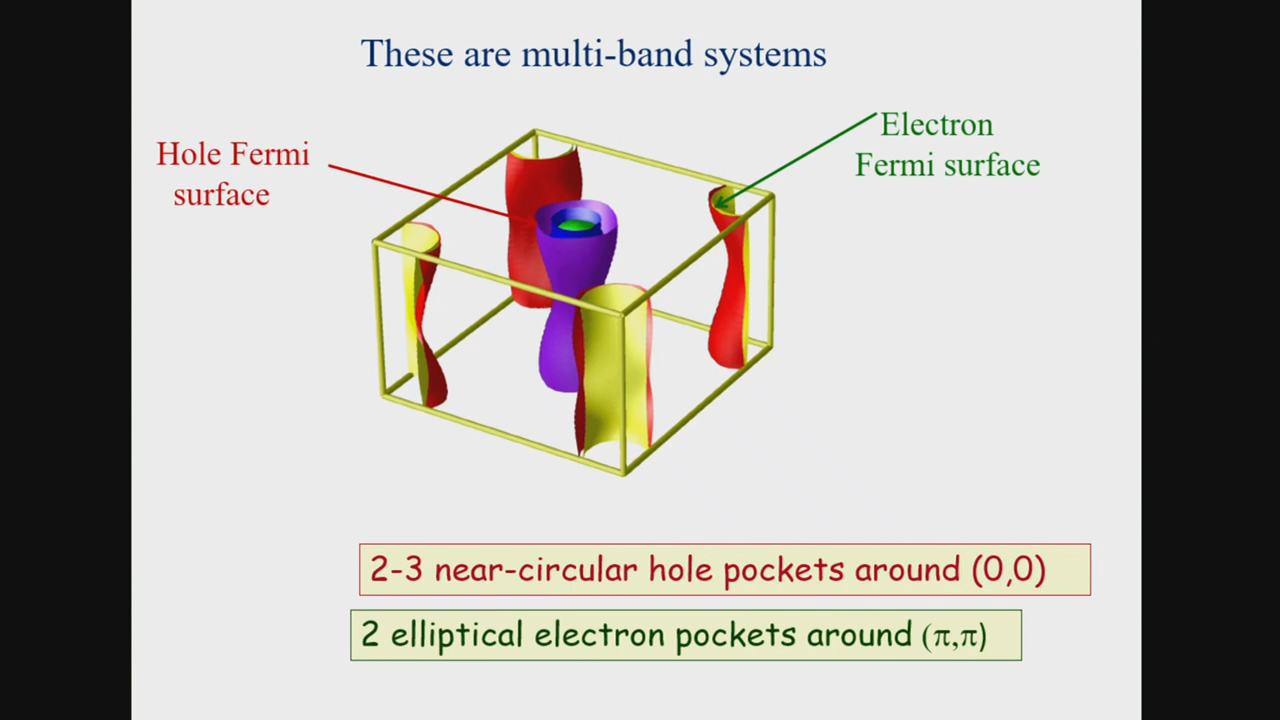 These are multi-band systems
Hole Fermi
surface
Electron
Fermi surface
2-3 near-circular hole pockets around (0,0)
2 elliptical electron pockets around (π,π)